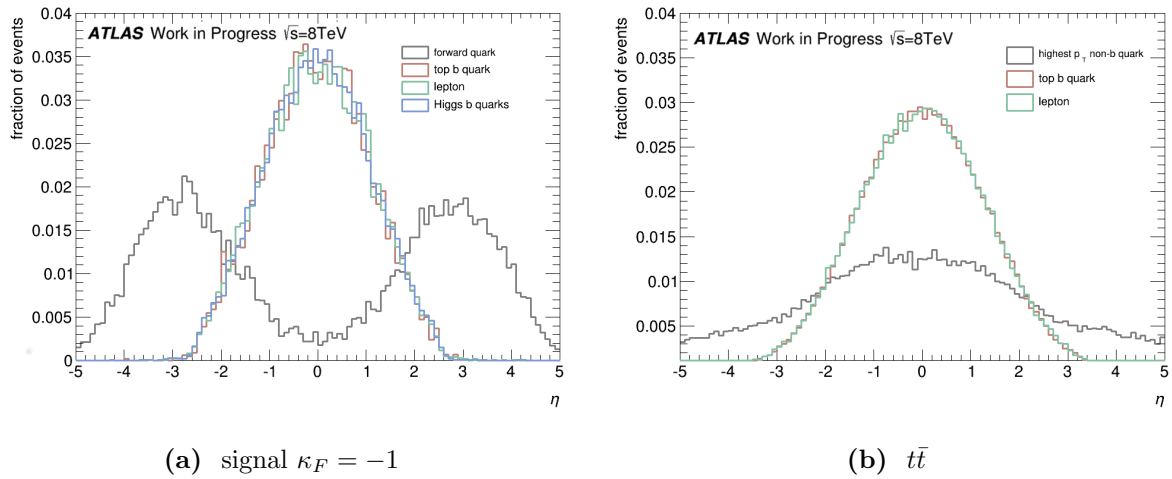 ATLAS Work in Progress √s=8TeV
fraction of events
0.04
0.035
0.03
0.025
0.02
0.015
0.01
0.005
0
-5 -4 -3 -2 -1 0 1 2 3 4 5
η
forward quark
top b quark
lepton
Higgs b quarks
(a) signal κ_F = −1
ATLAS Work in Progress √s=8TeV
fraction of events
0.04
0.035
0.03
0.025
0.02
0.015
0.01
0.005
-5 -4 -3 -2 -1 0 1 2 3 4 5
η
highest p_T non-b quark
top b quark
lepton
(b) tt̄